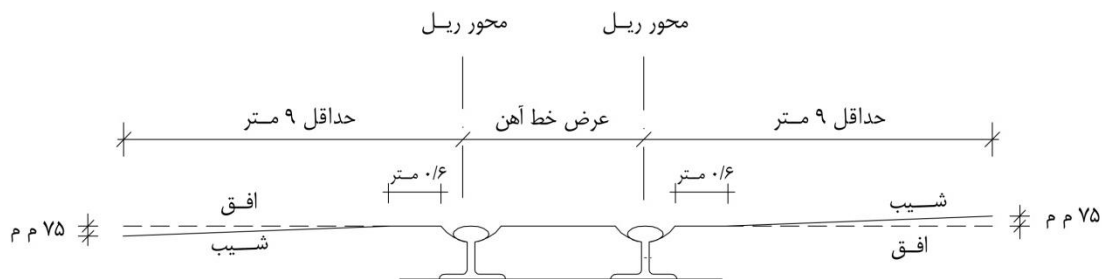 محور ریل محور ریل
حداقل ۹ متر عرض خط آهن حداقل ۹ متر
۰/۶ متر ۰/۶ متر
شیب افق
۷۵ م م ۷۵ م م
افق شیب